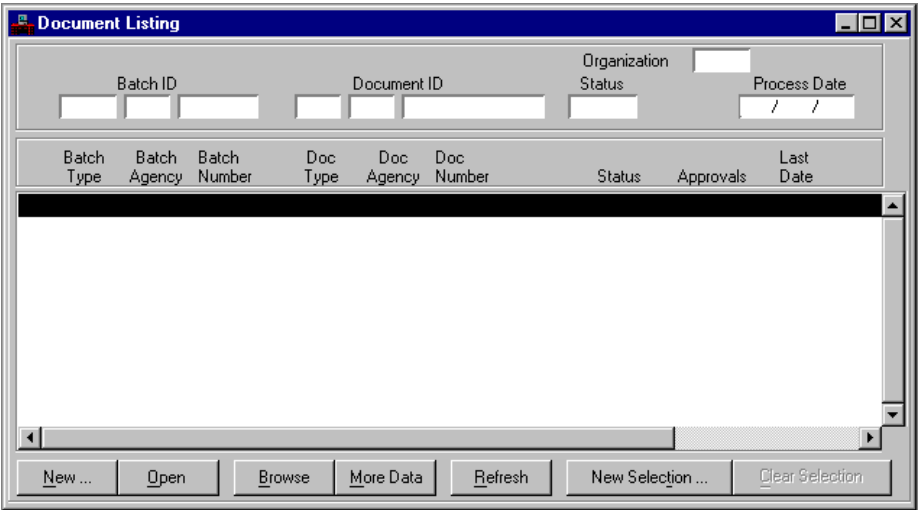 Document Listing
Organization
Batch ID Document ID Status Process Date
/ /
Batch Batch Batch Doc Doc Doc Last
Type Agency Number Type Agency Number Status Approvals Date
New ... Open Browse More Data Refresh New Selection ... Clear Selection